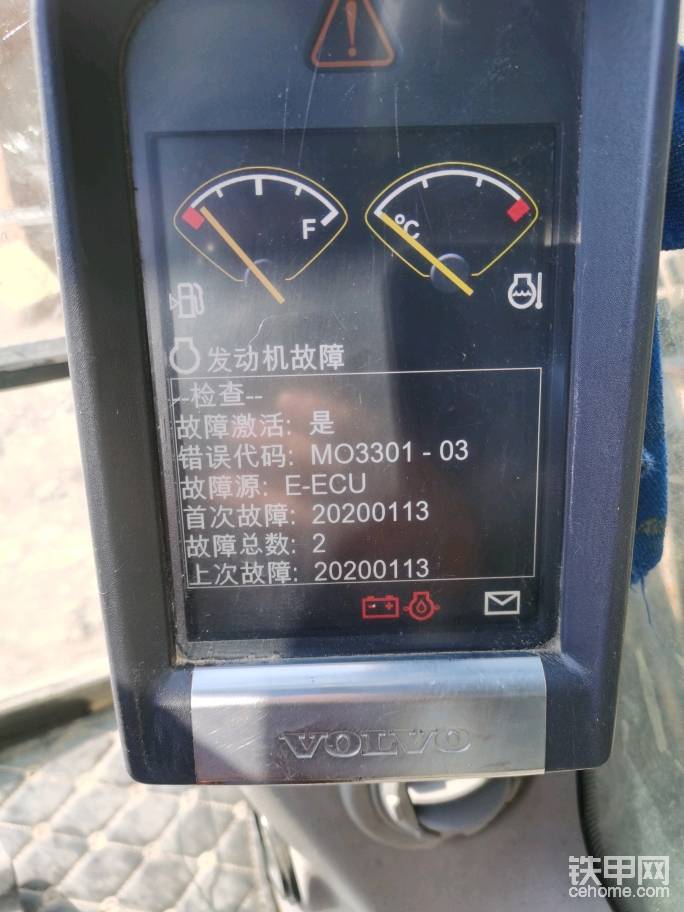 F
°C
发动机故障
--检查--
故障激活: 是
错误代码: MO3301 - 03
故障源: E-ECU
首次故障: 20200113
故障总数: 2
上次故障: 20200113
VOLVO
铁甲网
cehome.com